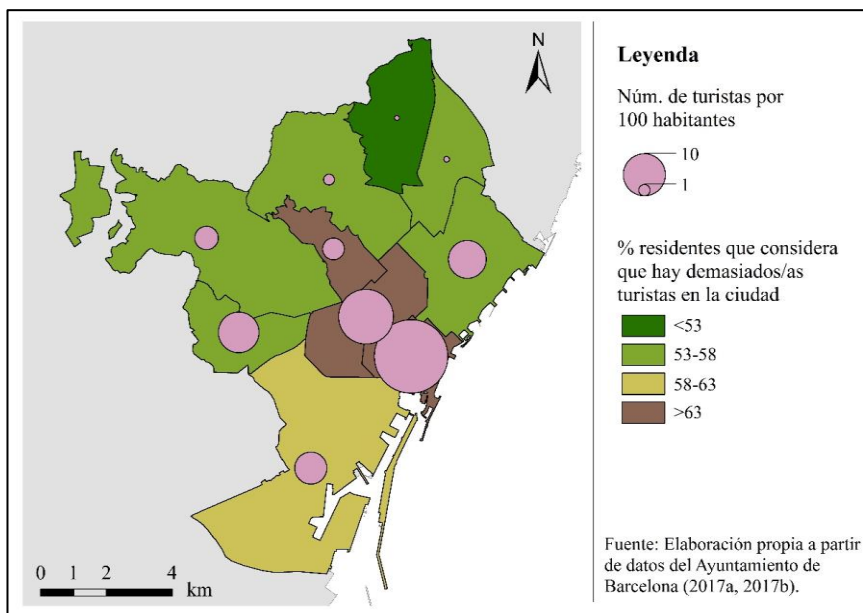 N
0 1 2 4
km
Leyenda
Núm. de turistas por
100 habitantes
10
1
% residentes que considera
que hay demasiados/as
turistas en la ciudad
<53
53-58
58-63
>63
Fuente: Elaboración propia a partir
de datos del Ayuntamiento de
Barcelona (2017a, 2017b).